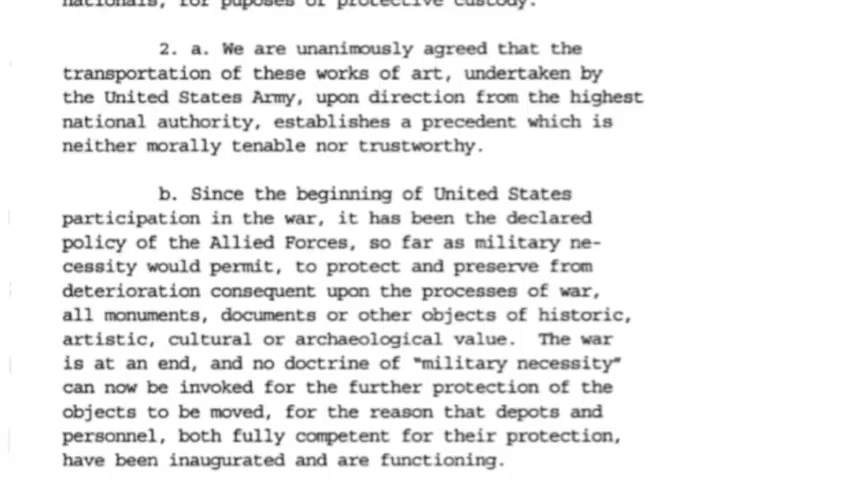 nationals, for puposes of protective custody.
2. a. We are unanimously agreed that the
transportation of these works of art, undertaken by
the United States Army, upon direction from the highest
national authority, establishes a precedent which is
neither morally tenable nor trustworthy.
b. Since the beginning of United States
participation in the war, it has been the declared
policy of the Allied Forces, so far as military ne-
cessity would permit, to protect and preserve from
deterioration consequent upon the processes of war,
all monuments, documents or other objects of historic,
artistic, cultural or archaeological value. The war
is at an end, and no doctrine of "military necessity"
can now be invoked for the further protection of the
objects to be moved, for the reason that depots and
personnel, both fully competent for their protection,
have been inaugurated and are functioning.